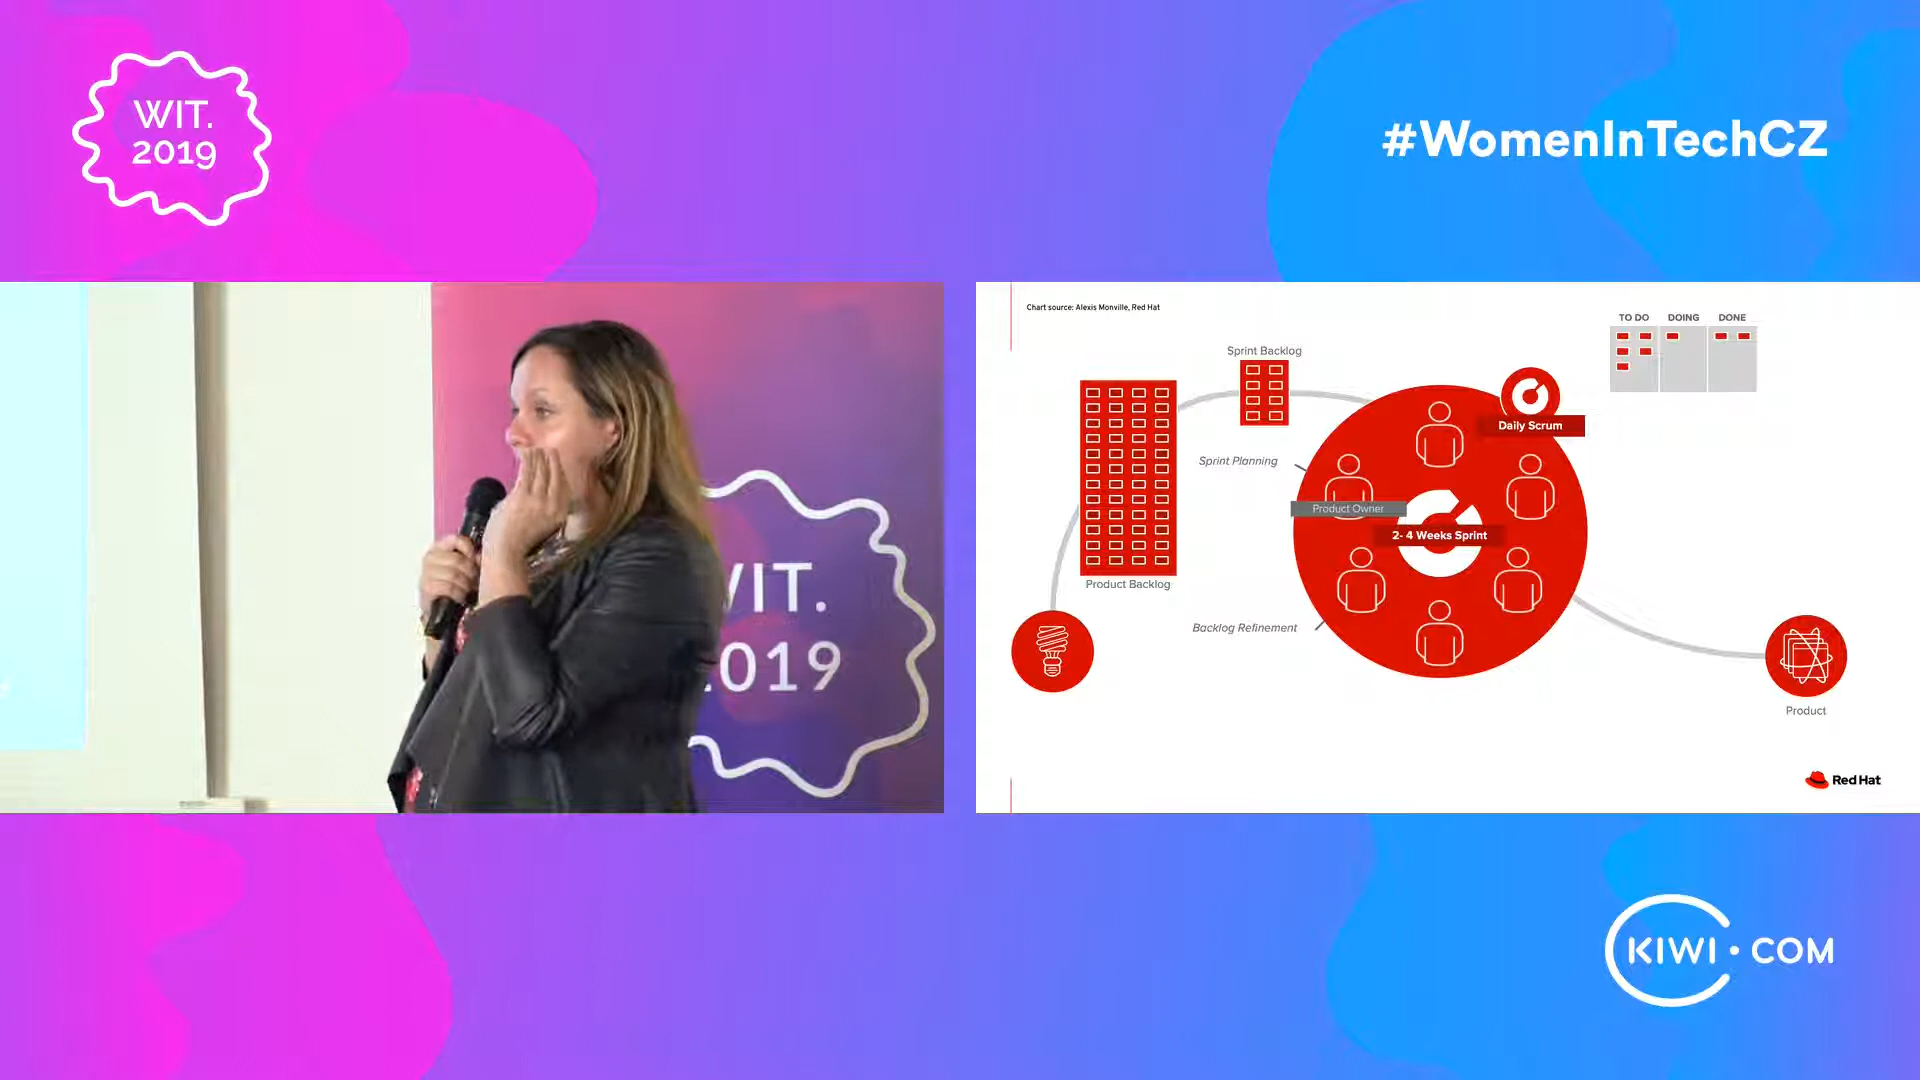 WIT.
2019
#WomenInTechCZ
WIT.
2019
Chart source: Alexis Monville, Red Hat
TO DO DOING DONE
Sprint Backlog
Daily Scrum
Sprint Planning
Product Owner
2- 4 Weeks Sprint
Product Backlog
Backlog Refinement
Product
Red Hat
KIWI.COM